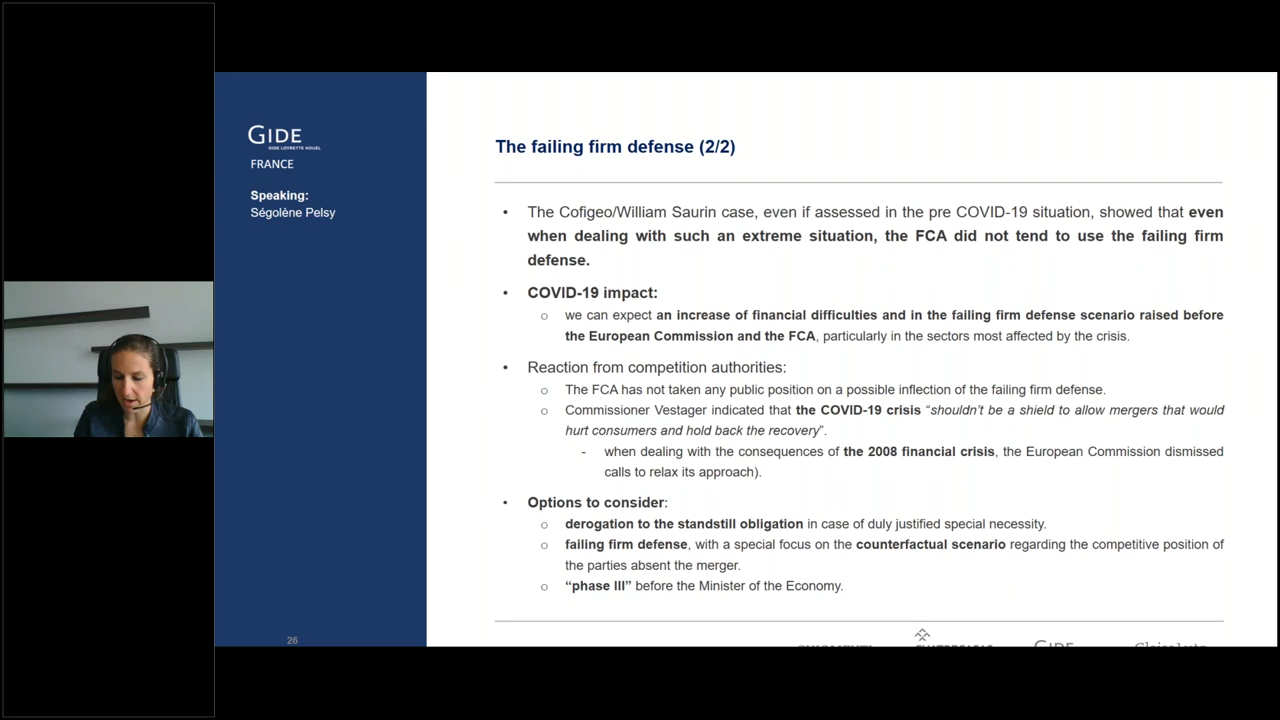 GIDE
GIDE LOYRETTE NOUEL
FRANCE
Speaking:
Ségolène Pelsy
The failing firm defense (2/2)
• The Cofigeo/William Saurin case, even if assessed in the pre COVID-19 situation, showed that even
when dealing with such an extreme situation, the FCA did not tend to use the failing firm
defense.
• COVID-19 impact:
o we can expect an increase of financial difficulties and in the failing firm defense scenario raised before
the European Commission and the FCA, particularly in the sectors most affected by the crisis.
• Reaction from competition authorities:
o The FCA has not taken any public position on a possible inflection of the failing firm defense.
o Commissioner Vestager indicated that the COVID-19 crisis “shouldn’t be a shield to allow mergers that would
hurt consumers and hold back the recovery”.
- when dealing with the consequences of the 2008 financial crisis, the European Commission dismissed
calls to relax its approach).
• Options to consider:
o derogation to the standstill obligation in case of duly justified special necessity.
o failing firm defense, with a special focus on the counterfactual scenario regarding the competitive position of
the parties absent the merger.
o “phase III” before the Minister of the Economy.
26
GIDE